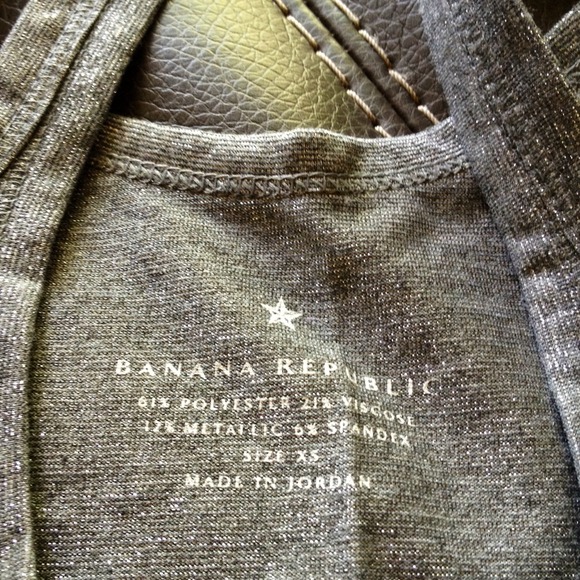 BANANA REPUBLIC
61% POLYESTER 21% VISCOSE
12% METALLIC 6% SPANDEX
SIZE XS
MADE IN JORDAN